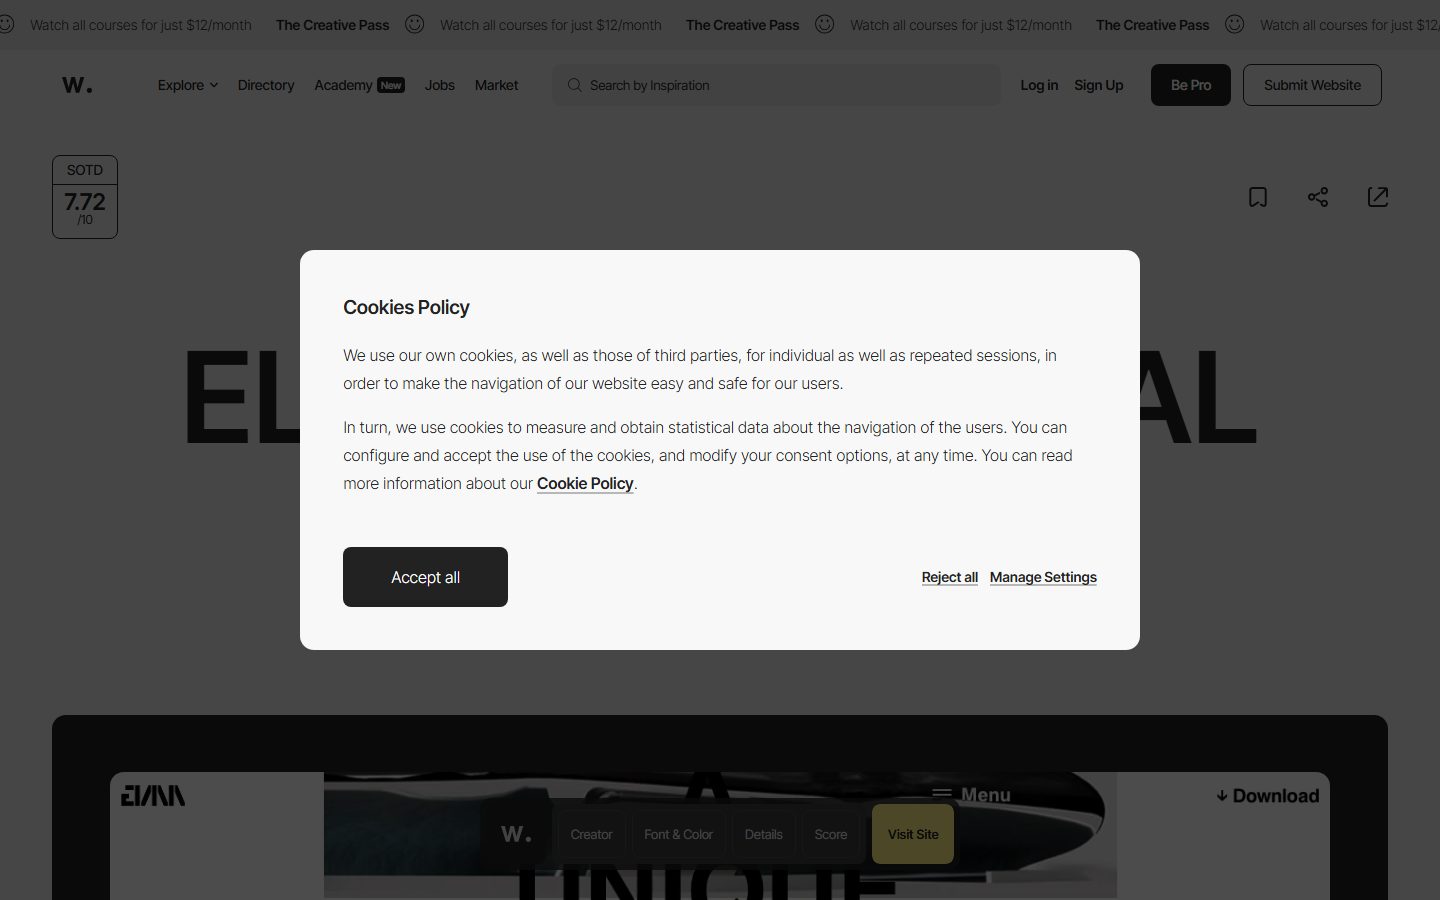 Watch all courses for just $12/month The Creative Pass Watch all courses for just $12/month The Creative Pass Watch all courses for just $12/month The Creative Pass Watch all courses for just $12/
W. Explore Directory Academy New Jobs Market Search by Inspiration Log in Sign Up Be Pro Submit Website
SOTD
7.72
/10
Cookies Policy
We use our own cookies, as well as those of third parties, for individual as well as repeated sessions, in
order to make the navigation of our website easy and safe for our users.
In turn, we use cookies to measure and obtain statistical data about the navigation of the users. You can
configure and accept the use of the cookies, and modify your consent options, at any time. You can read
more information about our Cookie Policy.
Accept all Reject all Manage Settings
Menu
Download
W. Creator Font & Color Details Score Visit Site
UNIQUE